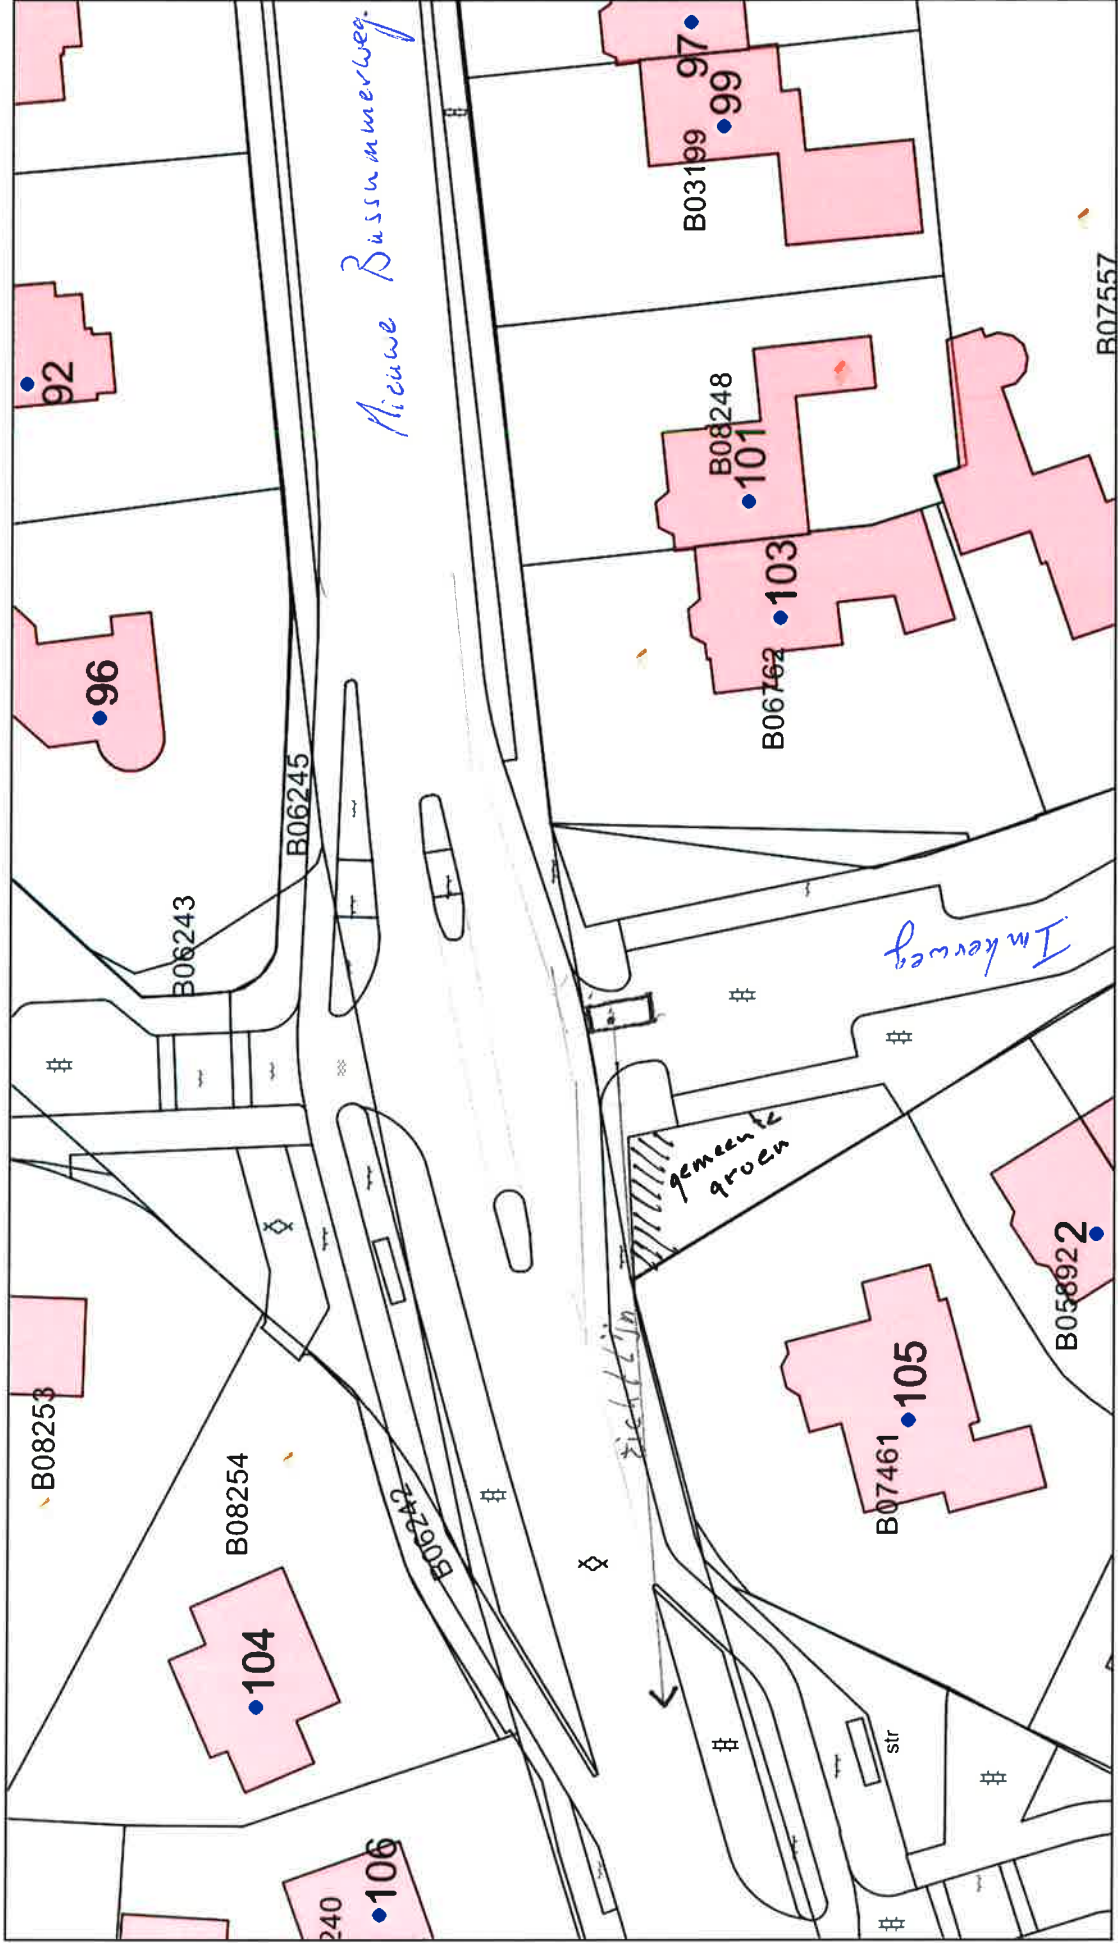 Nieuwe Bussummerweg.
97
99
B03199
92
B07557
B08248
101
103
96
B06762
B06245
B06243
Imkerweg
gemeente
groen
2
B05892
zichtlijn
105
B07461
B08253
B08254
B06242
104
str
106
240